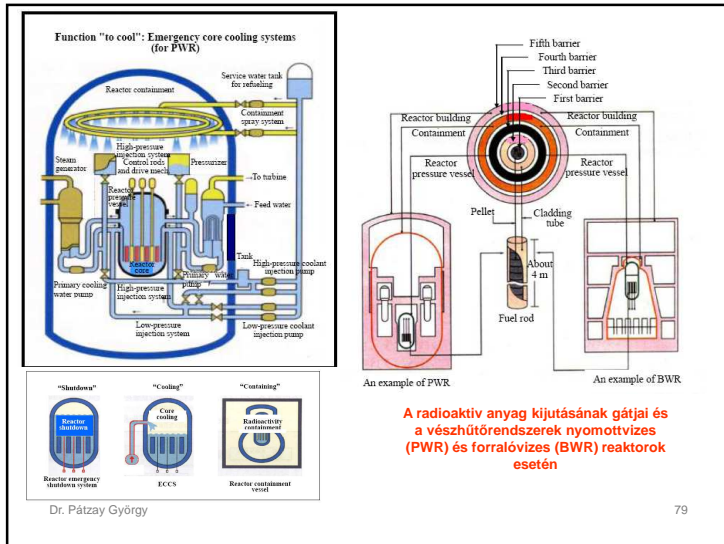 Function "to cool": Emergency core cooling systems
(for PWR)
Service water tank
for refueling
Reactor containment
Containment
spray system
High-pressure
injection system
Steam
generator
Control rods
and drive mech
Pressurizer
To turbine
Reactor
pressure
vessel
Feed water
Tank
High-pressure coolant
injection pump
Reactor
core
Primary cooling
water pump
High-pressure
injection system
Primary water
pump
Low-pressure
injection system
Low-pressure coolant
injection pump
"Shutdown"
"Cooling"
"Containing"
Reactor
shutdown
Core
cooling
Radioactivity
containment
Reactor emergency
shutdown system
ECCS
Reactor containment
vessel
Fifth barrier
Fourth barrier
Third barrier
Second barrier
First barrier
Reactor building
Reactor building
Containment
Containment
Reactor
pressure vessel
Reactor
pressure vessel
Pellet
Cladding
tube
About
4 m
Fuel rod
An example of PWR
An example of BWR
A radioaktiv anyag kijutásának gátjai és
a vészhűtőrendszerek nyomottvizes
(PWR) és forralóvizes (BWR) reaktorok
esetén
Dr. Pátzay György
79